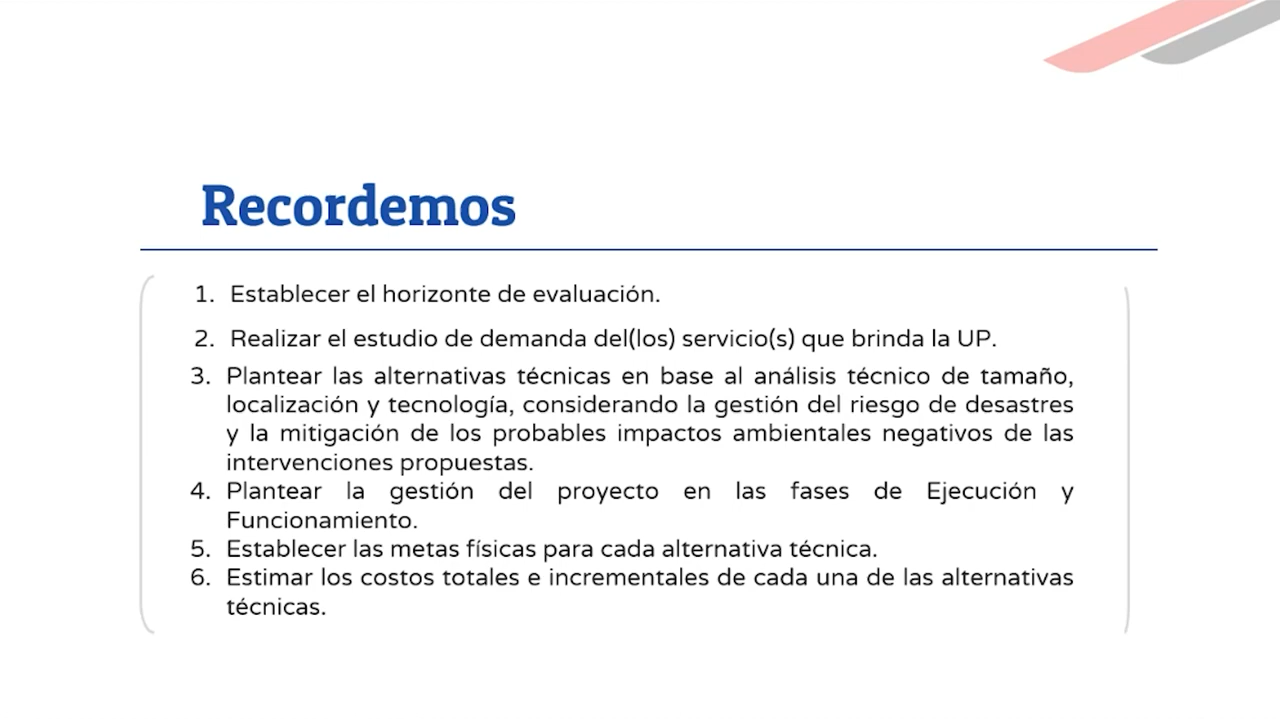 Recordemos
1. Establecer el horizonte de evaluación.
2. Realizar el estudio de demanda del(los) servicio(s) que brinda la UP.
3. Plantear las alternativas técnicas en base al análisis técnico de tamaño,
localización y tecnología, considerando la gestión del riesgo de desastres
y la mitigación de los probables impactos ambientales negativos de las
intervenciones propuestas.
4. Plantear la gestión del proyecto en las fases de Ejecución y
Funcionamiento.
5. Establecer las metas físicas para cada alternativa técnica.
6. Estimar los costos totales e incrementales de cada una de las alternativas
técnicas.